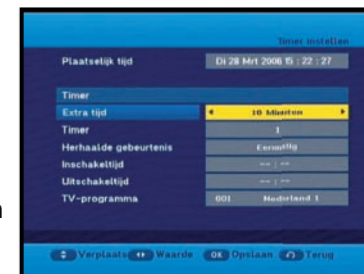 Timer instellen
Plaatselijk tijd Di 28 Mrt 2006 15 : 22 : 27
Timer
Extra tijd 10 Minuten
Timer 1
Herhaalde gebeurtenis Eenmalig
Inschakeltijd -- : --
Uitschakeltijd -- : --
TV-programma 001 Nederland 1
Verplaats Waarde OK Opslaan Terug
n